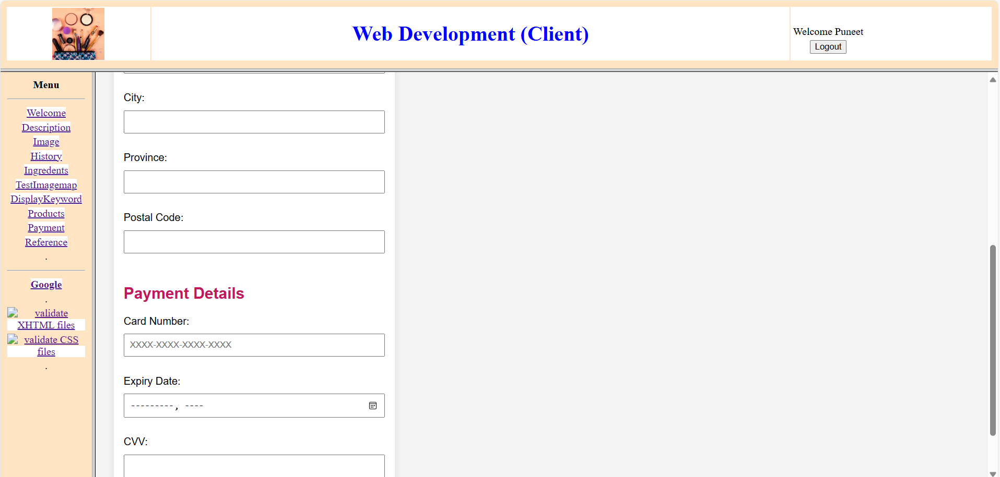 Web Development (Client)
Welcome Puneet
Logout
Menu
Welcome
Description
Image
History
Ingredents
TestImagemap
DisplayKeyword
Products
Payment
Reference
.
Google
.
validate
XHTML files
validate CSS
files
.
City:
Province:
Postal Code:
Payment Details
Card Number:
XXXX-XXXX-XXXX-XXXX
Expiry Date:
---------, ----
CVV: